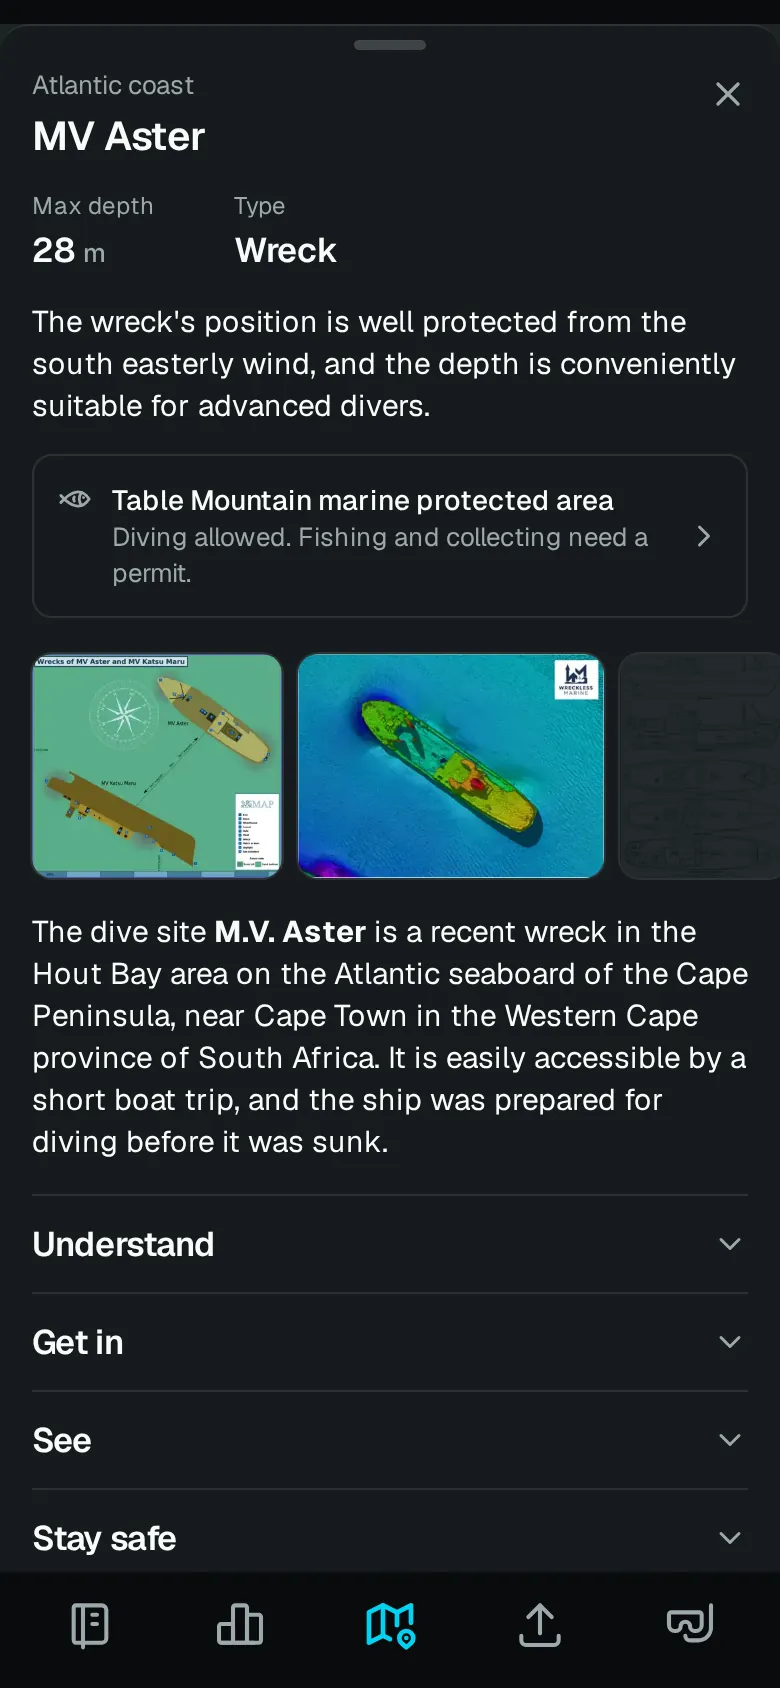 Atlantic coast
MV Aster
Max depth
Type
28 m
Wreck
The wreck's position is well protected from the
south easterly wind, and the depth is conveniently
suitable for advanced divers.
Table Mountain marine protected area
Diving allowed. Fishing and collecting need a
permit.
Wrecks of MV Aster and MV Katsu Maru
MV Aster
MV Katsu Maru
MAP
WRECKLESS
MARINE
The dive site M.V. Aster is a recent wreck in the
Hout Bay area on the Atlantic seaboard of the Cape
Peninsula, near Cape Town in the Western Cape
province of South Africa. It is easily accessible by a
short boat trip, and the ship was prepared for
diving before it was sunk.
Understand
Get in
See
Stay safe